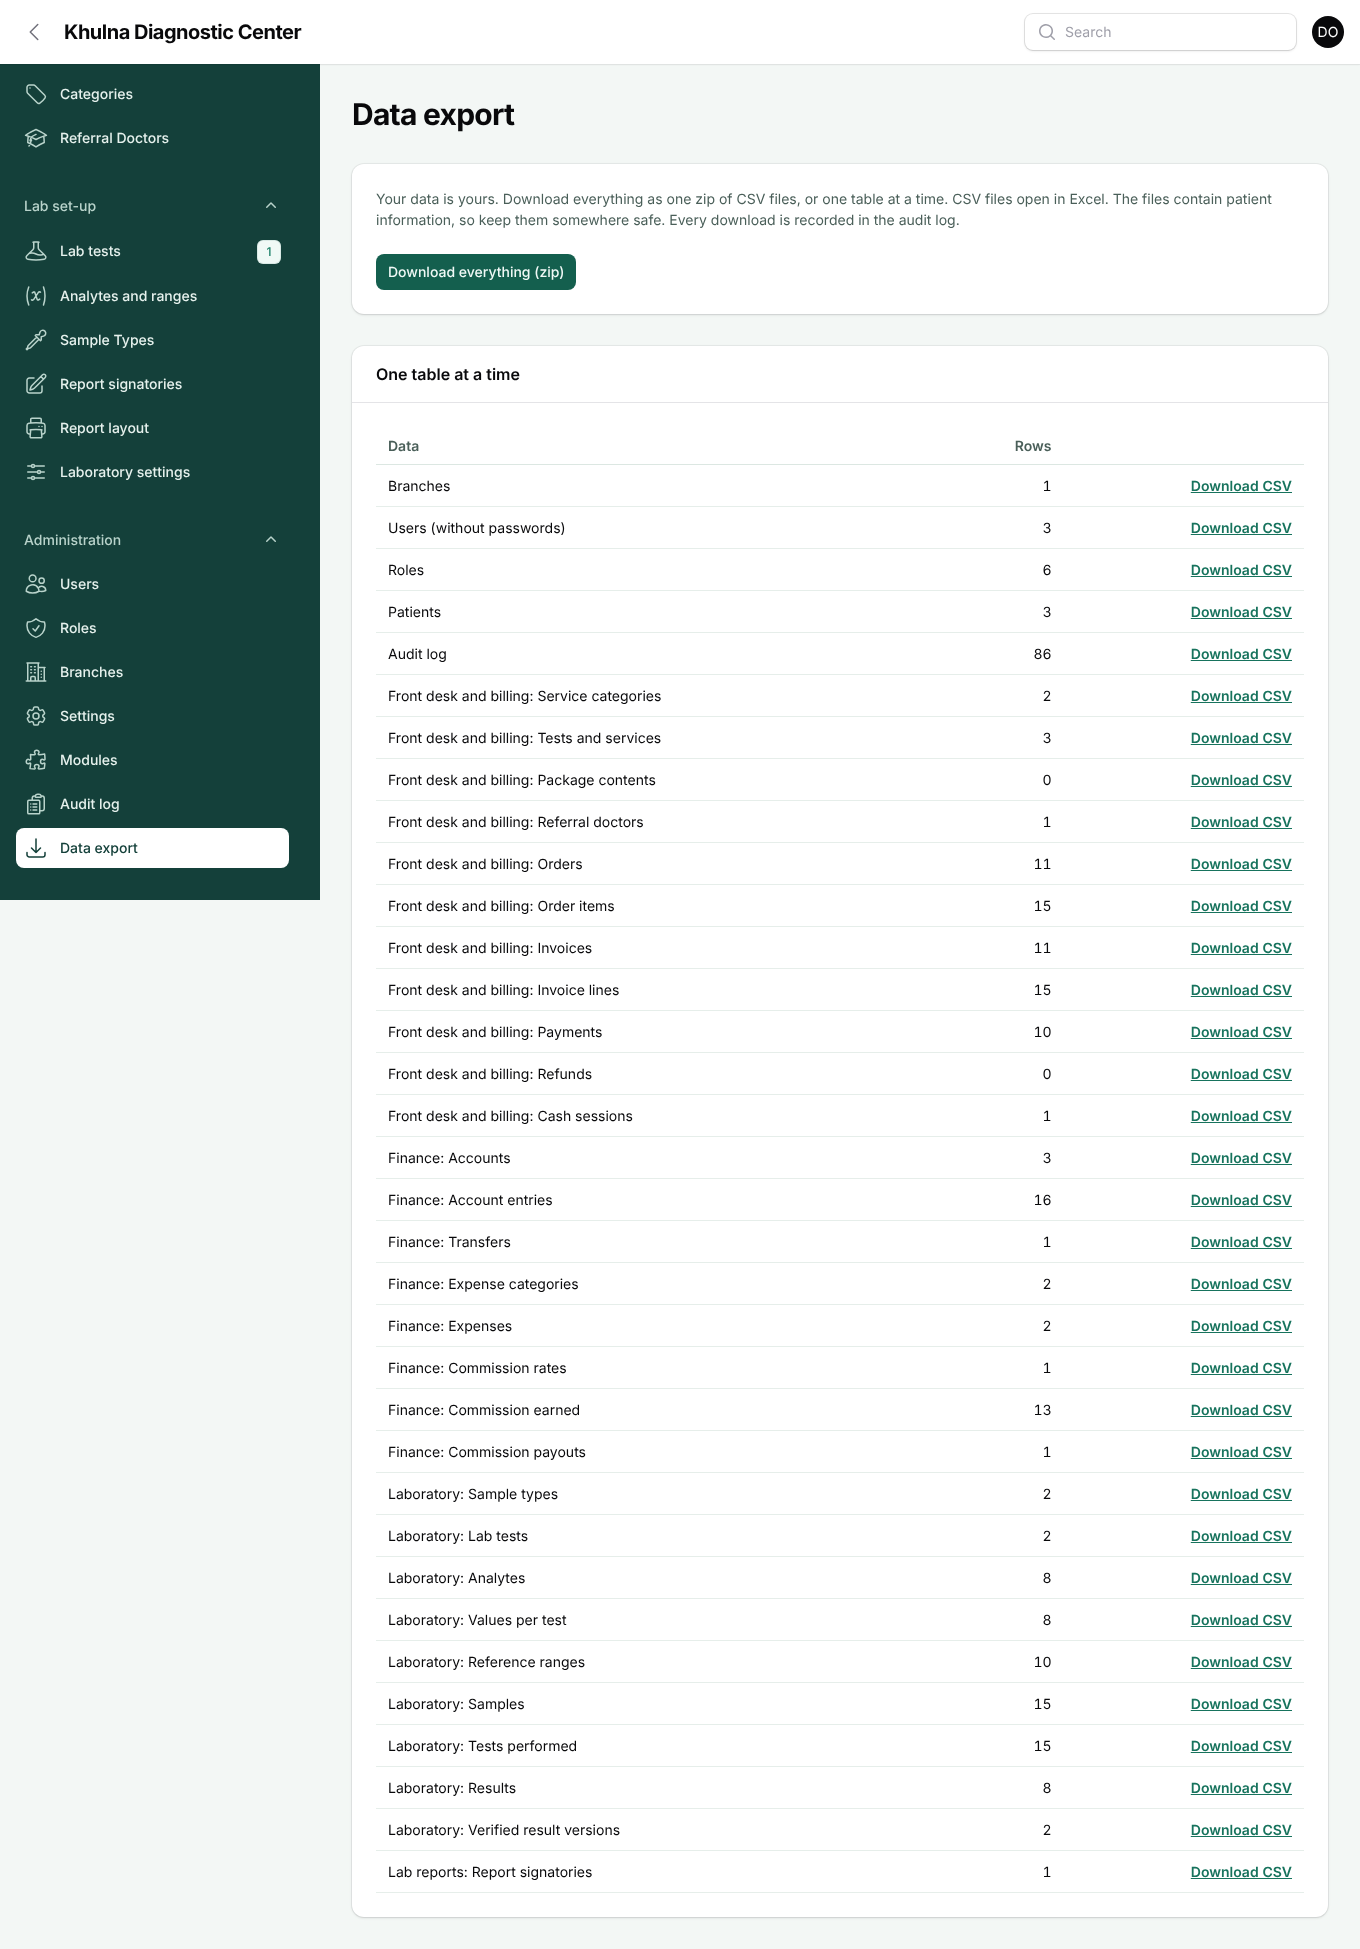 Khulna Diagnostic Center
Search
DO
Categories
Referral Doctors
Lab set-up
Lab tests
1
Analytes and ranges
(x)
Sample Types
Report signatories
Report layout
Laboratory settings
Administration
Users
Roles
Branches
Settings
Modules
Audit log
Data export
Data export
Your data is yours. Download everything as one zip of CSV files, or one table at a time. CSV files open in Excel. The files contain patient
information, so keep them somewhere safe. Every download is recorded in the audit log.
Download everything (zip)
One table at a time
Data Rows
Branches 1 Download CSV
Users (without passwords) 3 Download CSV
Roles 6 Download CSV
Patients 3 Download CSV
Audit log 86 Download CSV
Front desk and billing: Service categories 2 Download CSV
Front desk and billing: Tests and services 3 Download CSV
Front desk and billing: Package contents 0 Download CSV
Front desk and billing: Referral doctors 1 Download CSV
Front desk and billing: Orders 11 Download CSV
Front desk and billing: Order items 15 Download CSV
Front desk and billing: Invoices 11 Download CSV
Front desk and billing: Invoice lines 15 Download CSV
Front desk and billing: Payments 10 Download CSV
Front desk and billing: Refunds 0 Download CSV
Front desk and billing: Cash sessions 1 Download CSV
Finance: Accounts 3 Download CSV
Finance: Account entries 16 Download CSV
Finance: Transfers 1 Download CSV
Finance: Expense categories 2 Download CSV
Finance: Expenses 2 Download CSV
Finance: Commission rates 1 Download CSV
Finance: Commission earned 13 Download CSV
Finance: Commission payouts 1 Download CSV
Laboratory: Sample types 2 Download CSV
Laboratory: Lab tests 2 Download CSV
Laboratory: Analytes 8 Download CSV
Laboratory: Values per test 8 Download CSV
Laboratory: Reference ranges 10 Download CSV
Laboratory: Samples 15 Download CSV
Laboratory: Tests performed 15 Download CSV
Laboratory: Results 8 Download CSV
Laboratory: Verified result versions 2 Download CSV
Lab reports: Report signatories 1 Download CSV